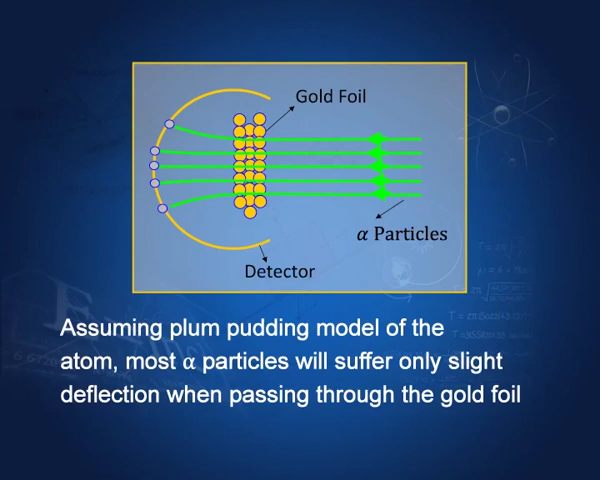 Gold Foil
α Particles
Detector
Assuming plum pudding model of the
atom, most α particles will suffer only slight
deflection when passing through the gold foil